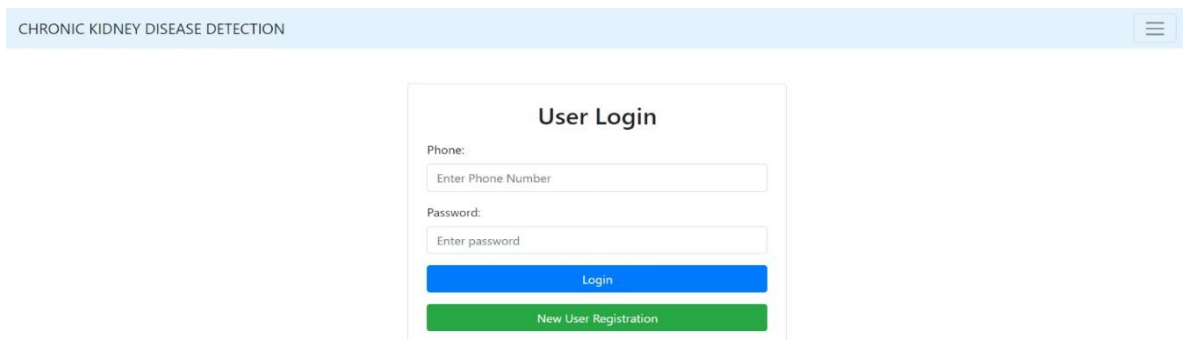 CHRONIC KIDNEY DISEASE DETECTION
User Login
Phone:
Enter Phone Number
Password:
Enter password
Login
New User Registration